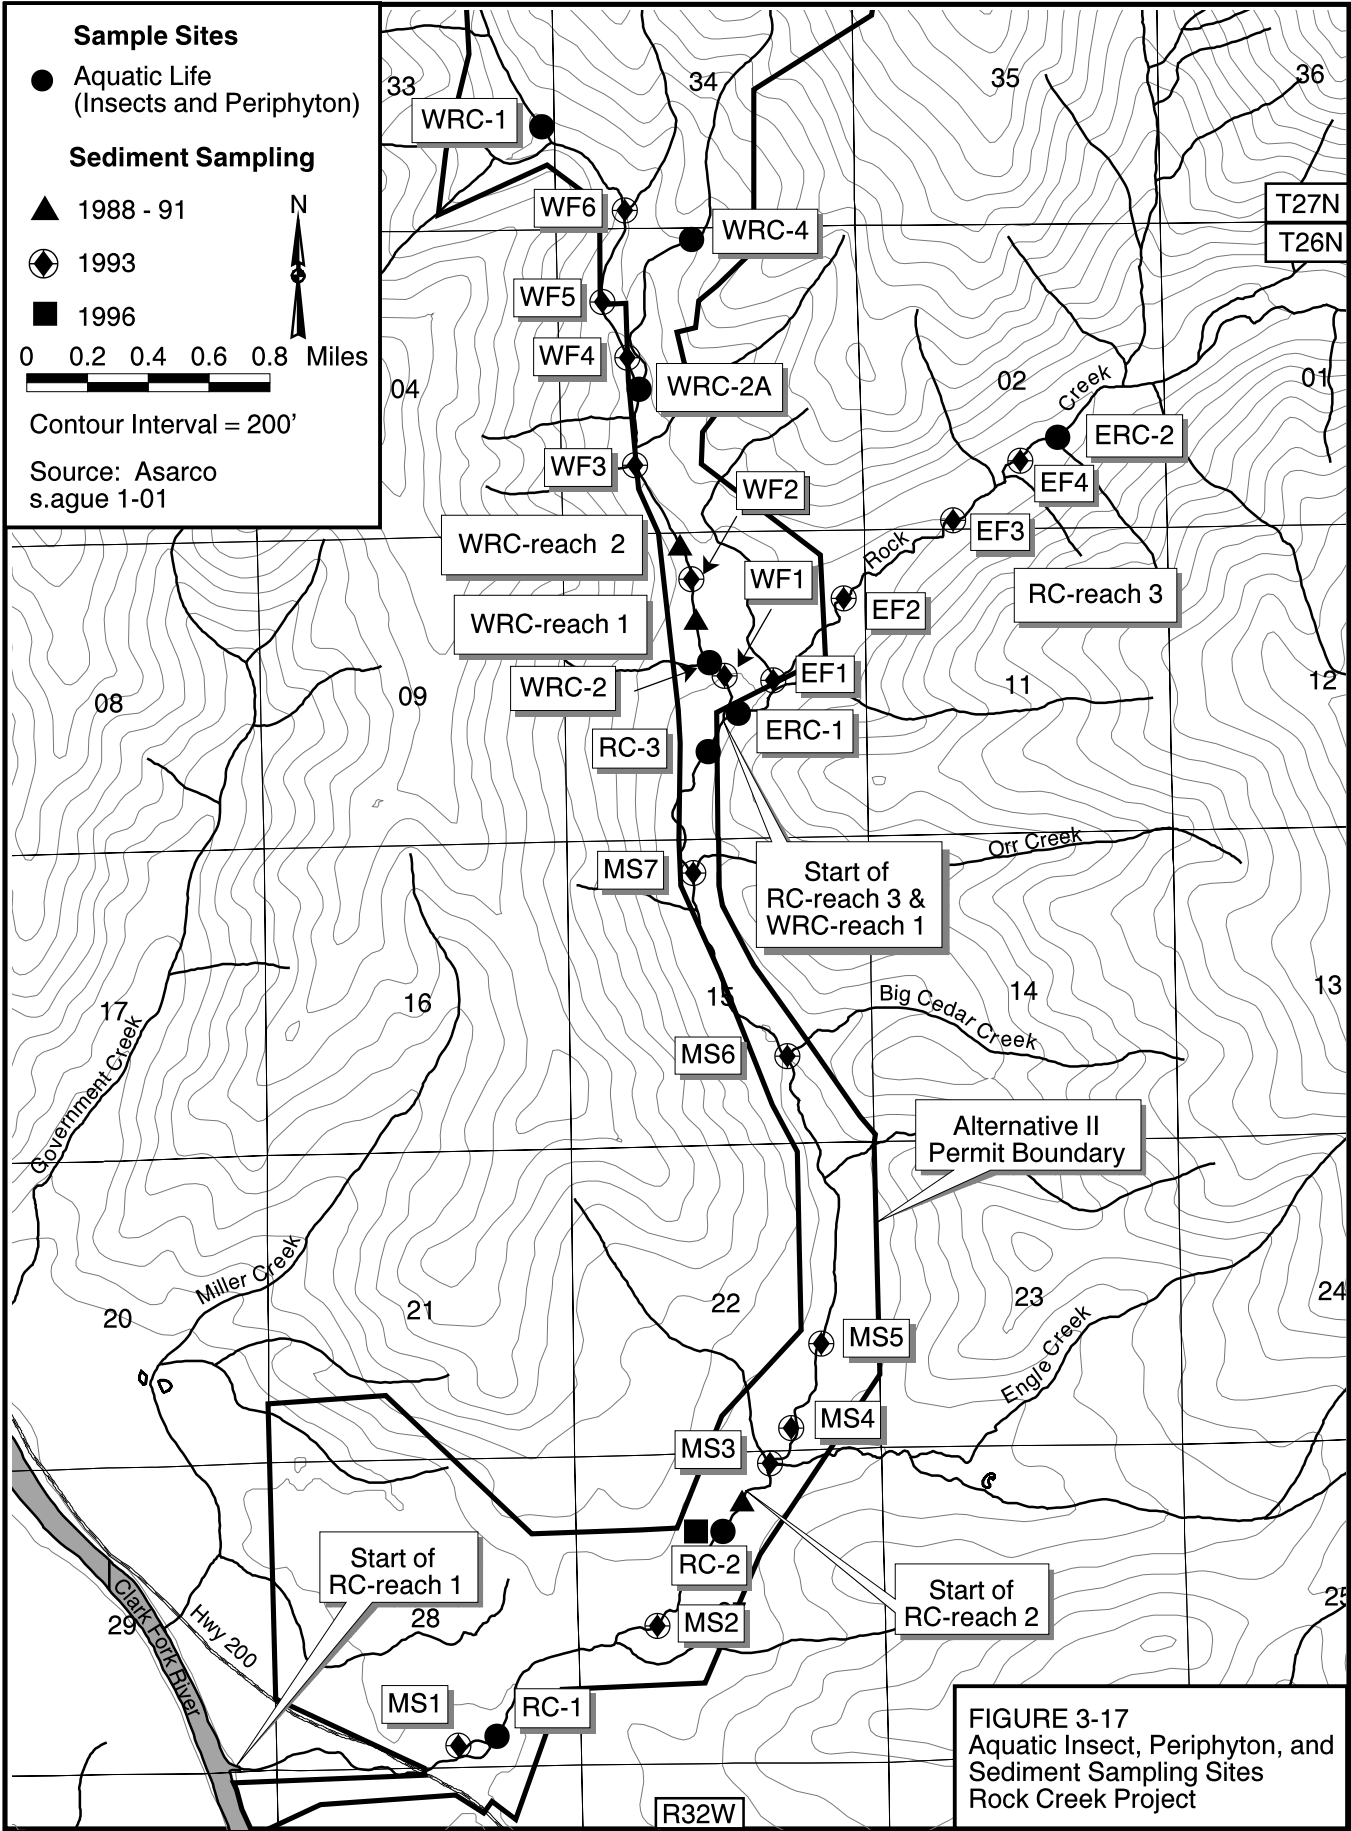 Sample Sites
Aquatic Life
(Insects and Periphyton)
Sediment Sampling
1988 - 91
N
1993
1996
0 0.2 0.4 0.6 0.8 Miles
Contour Interval = 200'
Source: Asarco
s.ague 1-01
33
34
35
36
WRC-1
WF6
WRC-4
T27N
T26N
WF5
WF4
04
WRC-2A
02
01
Creek
ERC-2
WF3
WF2
EF4
WRC-reach 2
EF3
Rock
WF1
RC-reach 3
EF2
WRC-reach 1
EF1
WRC-2
08
09
11
12
ERC-1
RC-3
Orr Creek
MS7
Start of
RC-reach 3 &
WRC-reach 1
17
16
15
14
13
Big Cedar Creek
MS6
Government Creek
Alternative II
Permit Boundary
Miller Creek
20
21
22
23
24
MS5
Engle Creek
MS4
MS3
Start of
RC-reach 1
RC-2
Start of
RC-reach 2
Clark Fork River
Hwy 200
29
28
MS2
25
MS1
RC-1
FIGURE 3-17
Aquatic Insect, Periphyton, and
Sediment Sampling Sites
Rock Creek Project
R32W